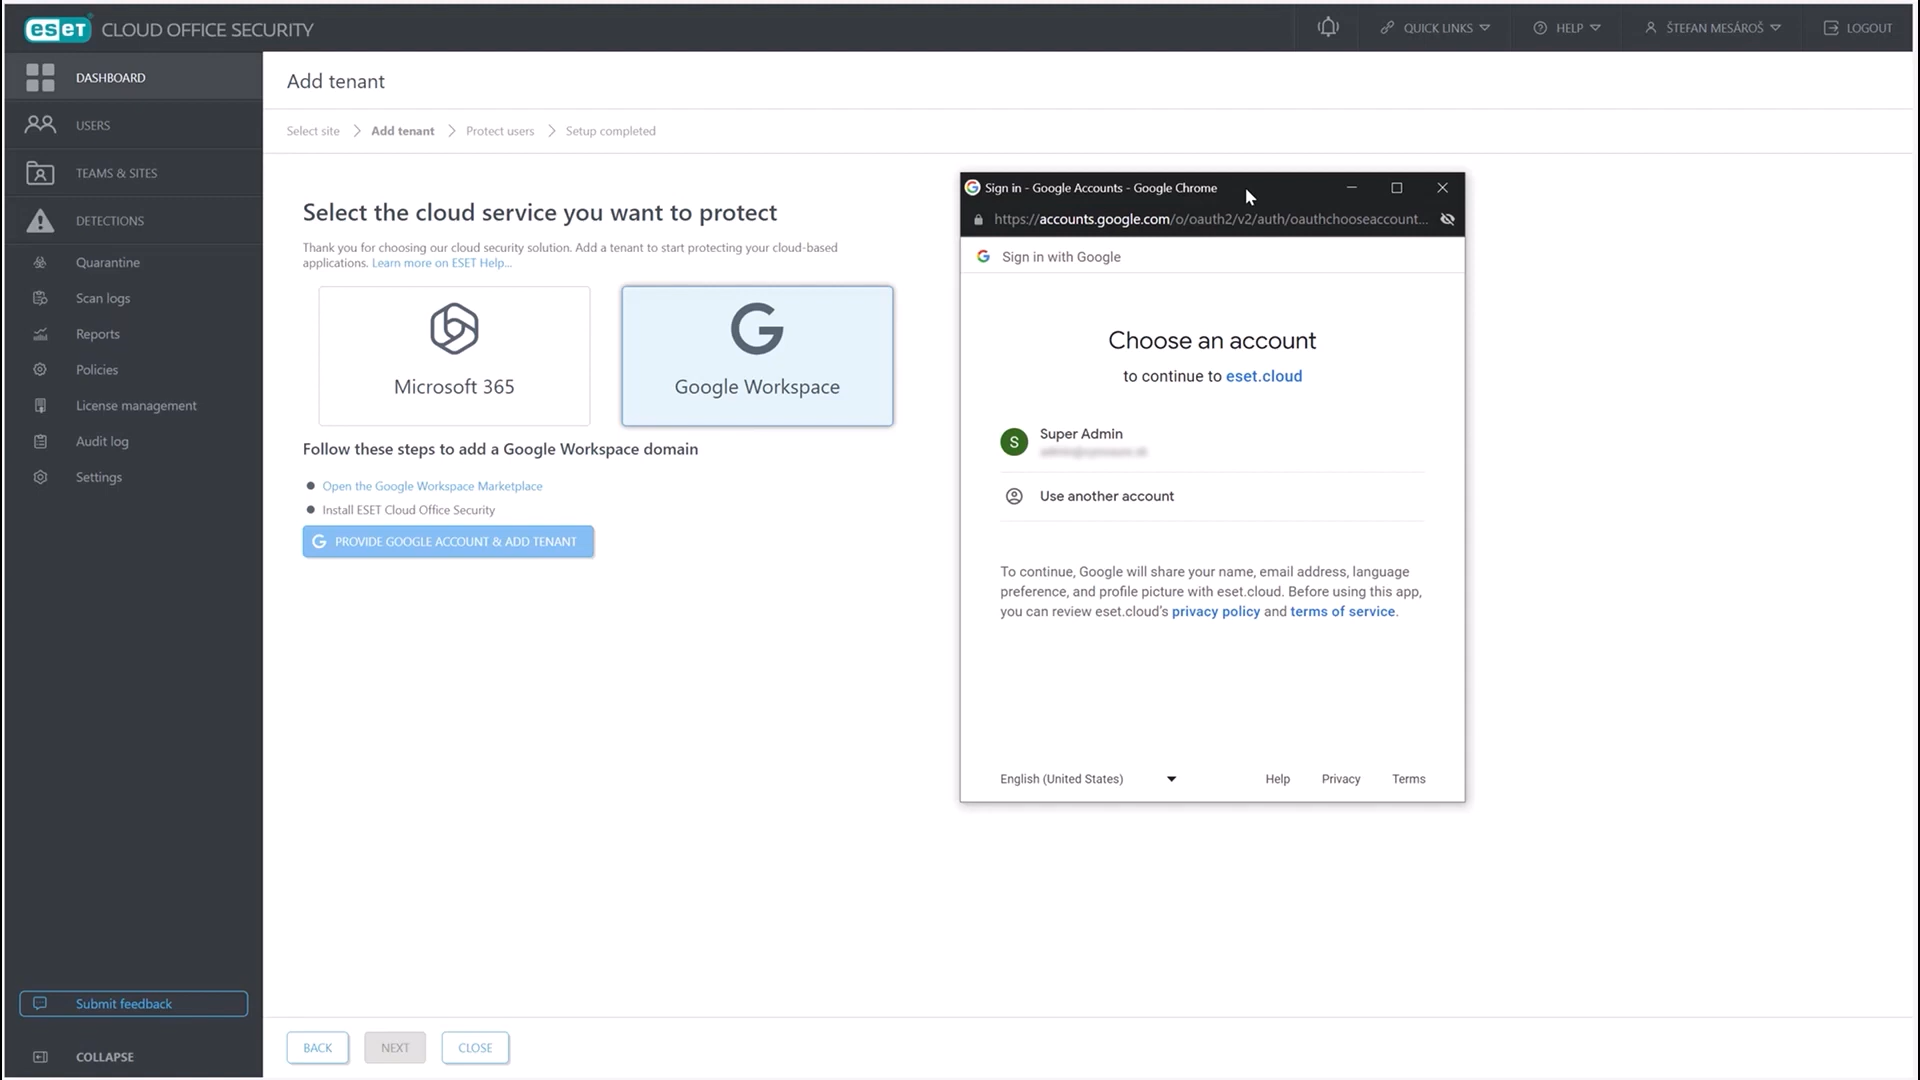 eset CLOUD OFFICE SECURITY
QUICK LINKS
HELP
ŠTEFAN MESÁROŠ
LOGOUT
DASHBOARD
USERS
TEAMS & SITES
DETECTIONS
Quarantine
Scan logs
Reports
Policies
License management
Audit log
Settings
Submit feedback
COLLAPSE
Add tenant
Select site
Add tenant
Protect users
Setup completed
Select the cloud service you want to protect
Thank you for choosing our cloud security solution. Add a tenant to start protecting your cloud-based
applications. Learn more on ESET Help...
Microsoft 365
Google Workspace
Follow these steps to add a Google Workspace domain
Open the Google Workspace Marketplace
Install ESET Cloud Office Security
PROVIDE GOOGLE ACCOUNT & ADD TENANT
BACK
NEXT
CLOSE
Sign in - Google Accounts - Google Chrome
https://accounts.google.com/o/oauth2/v2/auth/oauthchooseaccount...
Sign in with Google
Choose an account
to continue to eset.cloud
S
Super Admin
Use another account
To continue, Google will share your name, email address, language
preference, and profile picture with eset.cloud. Before using this app,
you can review eset.cloud's privacy policy and terms of service.
English (United States)
Help
Privacy
Terms